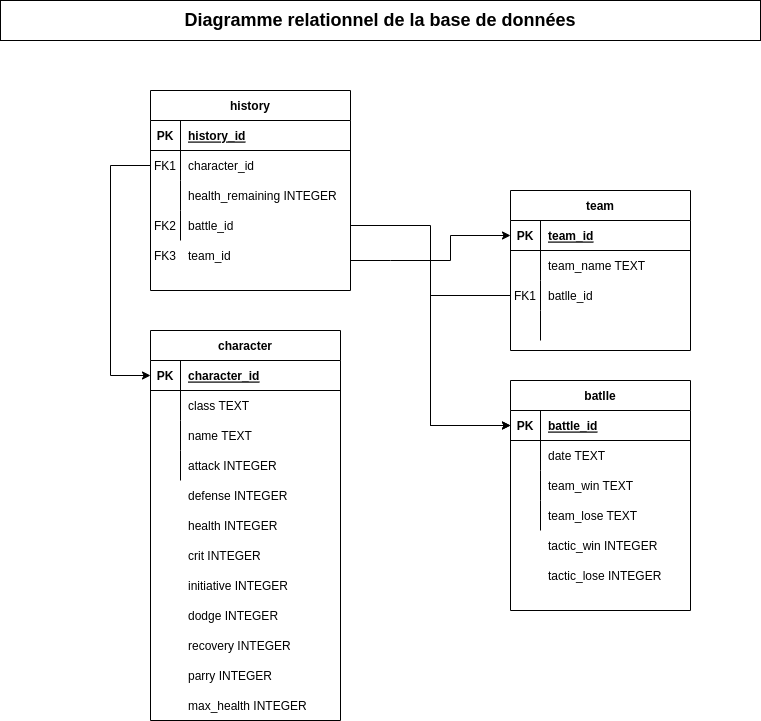 Diagramme relationnel de la base de données
history
PK history_id
FK1 character_id
health_remaining INTEGER
FK2 battle_id
FK3 team_id
team
PK team_id
team_name TEXT
FK1 batlle_id
character
PK character_id
class TEXT
name TEXT
attack INTEGER
defense INTEGER
health INTEGER
crit INTEGER
initiative INTEGER
dodge INTEGER
recovery INTEGER
parry INTEGER
max_health INTEGER
batlle
PK battle_id
date TEXT
team_win TEXT
team_lose TEXT
tactic_win INTEGER
tactic_lose INTEGER